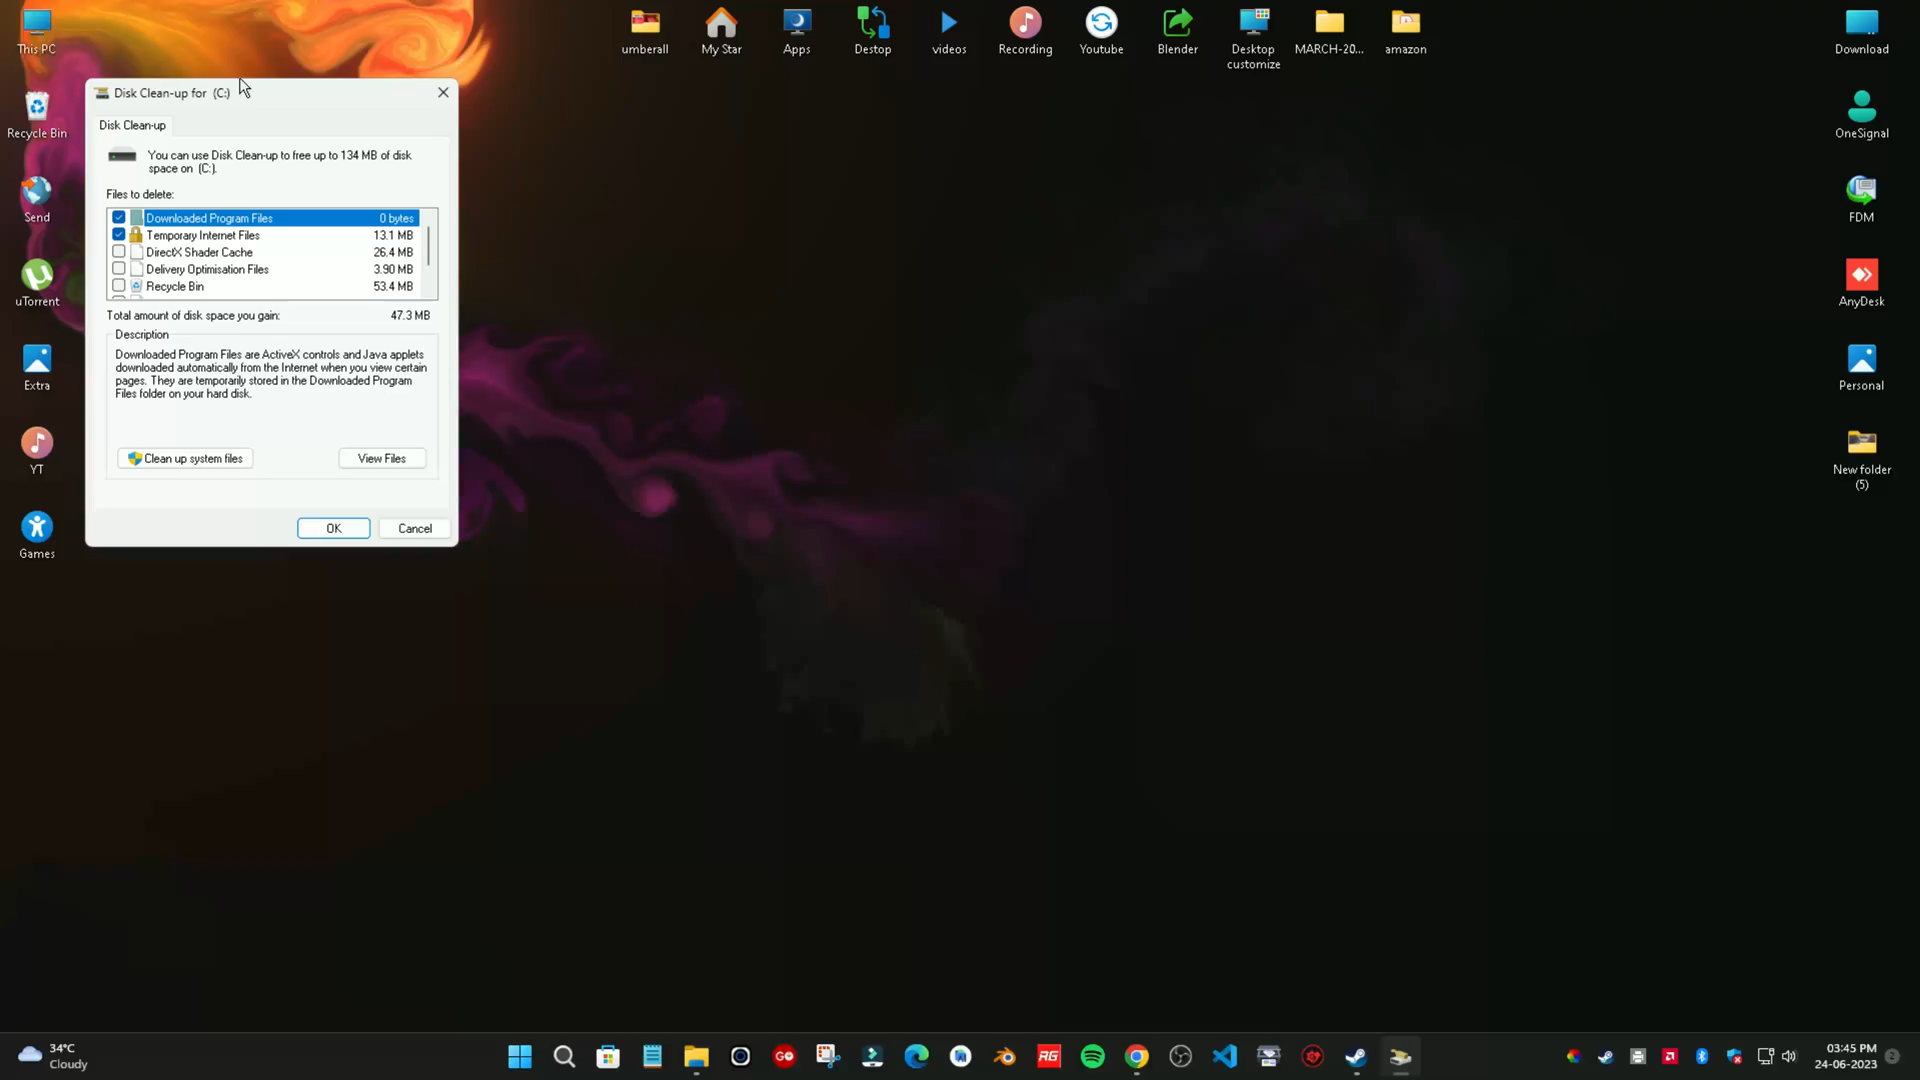 This PC
umberall
My Star
Apps
Destop
videos
Recording
Youtube
Blender
Desktop
customize
MARCH-20...
amazon
Download
Disk Clean-up for (C:)
Disk Clean-up
You can use Disk Clean-up to free up to 134 MB of disk
space on (C:).
Files to delete:
Downloaded Program Files 0 bytes
Temporary Internet Files 13.1 MB
DirectX Shader Cache 26.4 MB
Delivery Optimisation Files 3.90 MB
Recycle Bin 53.4 MB
Total amount of disk space you gain: 47.3 MB
Description
Downloaded Program Files are ActiveX controls and Java applets
downloaded automatically from the Internet when you view certain
pages. They are temporarily stored in the Downloaded Program
Files folder on your hard disk.
Clean up system files
View Files
OK
Cancel
Recycle Bin
Send
uTorrent
Extra
YT
Games
OneSignal
FDM
AnyDesk
Personal
New folder
(5)
34°C
Cloudy
GO
RG
03:45 PM
24-06-2023
2